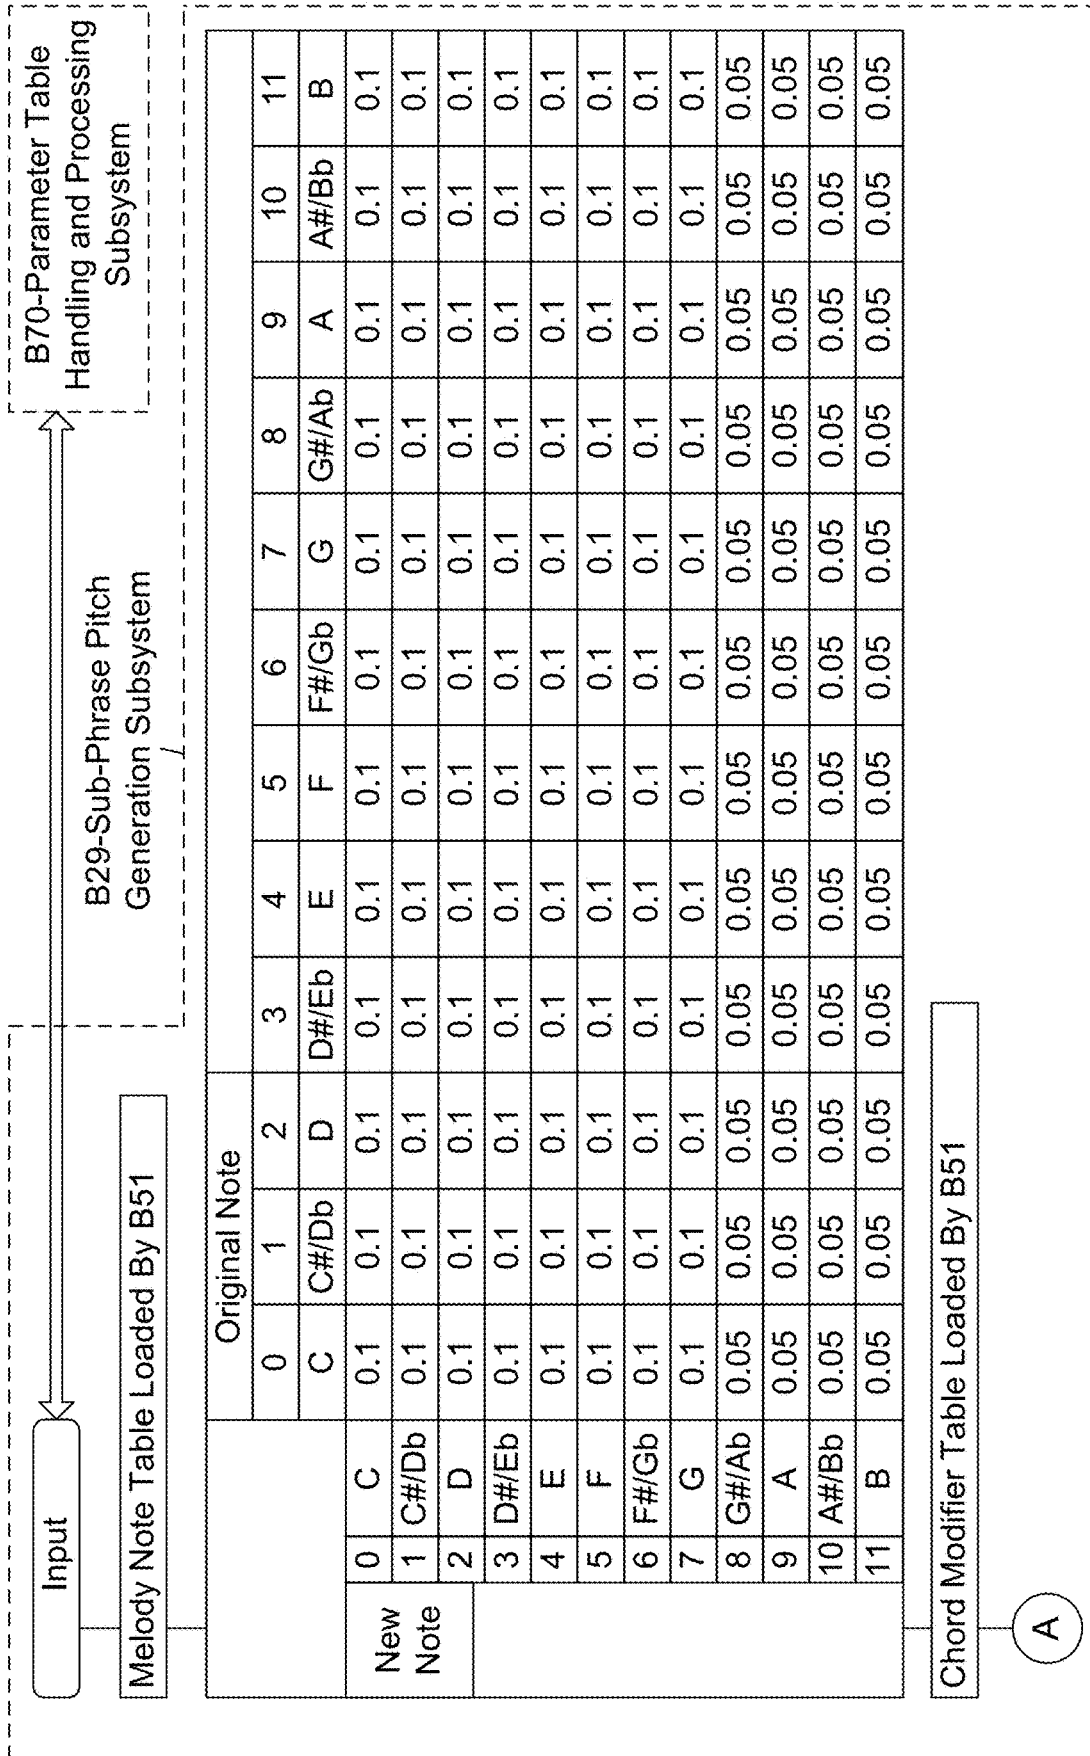 Input
B70-Parameter Table
Handling and Processing
Subsystem
B29-Sub-Phrase Pitch
Generation Subsystem
Melody Note Table Loaded By B51
Original Note
0 1 2 3 4 5 6 7 8 9 10 11
C C#/Db D D#/Eb E F F#/Gb G G#/Ab A A#/Bb B
New
Note
0 C 0.1 0.1 0.1 0.1 0.1 0.1 0.1 0.1 0.1 0.1 0.1 0.1
1 C#/Db 0.1 0.1 0.1 0.1 0.1 0.1 0.1 0.1 0.1 0.1 0.1 0.1
2 D 0.1 0.1 0.1 0.1 0.1 0.1 0.1 0.1 0.1 0.1 0.1 0.1
3 D#/Eb 0.1 0.1 0.1 0.1 0.1 0.1 0.1 0.1 0.1 0.1 0.1 0.1
4 E 0.1 0.1 0.1 0.1 0.1 0.1 0.1 0.1 0.1 0.1 0.1 0.1
5 F 0.1 0.1 0.1 0.1 0.1 0.1 0.1 0.1 0.1 0.1 0.1 0.1
6 F#/Gb 0.1 0.1 0.1 0.1 0.1 0.1 0.1 0.1 0.1 0.1 0.1 0.1
7 G 0.1 0.1 0.1 0.1 0.1 0.1 0.1 0.1 0.1 0.1 0.1 0.1
8 G#/Ab 0.05 0.05 0.05 0.05 0.05 0.05 0.05 0.05 0.05 0.05 0.05 0.05
9 A 0.05 0.05 0.05 0.05 0.05 0.05 0.05 0.05 0.05 0.05 0.05 0.05
10 A#/Bb 0.05 0.05 0.05 0.05 0.05 0.05 0.05 0.05 0.05 0.05 0.05 0.05
11 B 0.05 0.05 0.05 0.05 0.05 0.05 0.05 0.05 0.05 0.05 0.05 0.05
Chord Modifier Table Loaded By B51
A